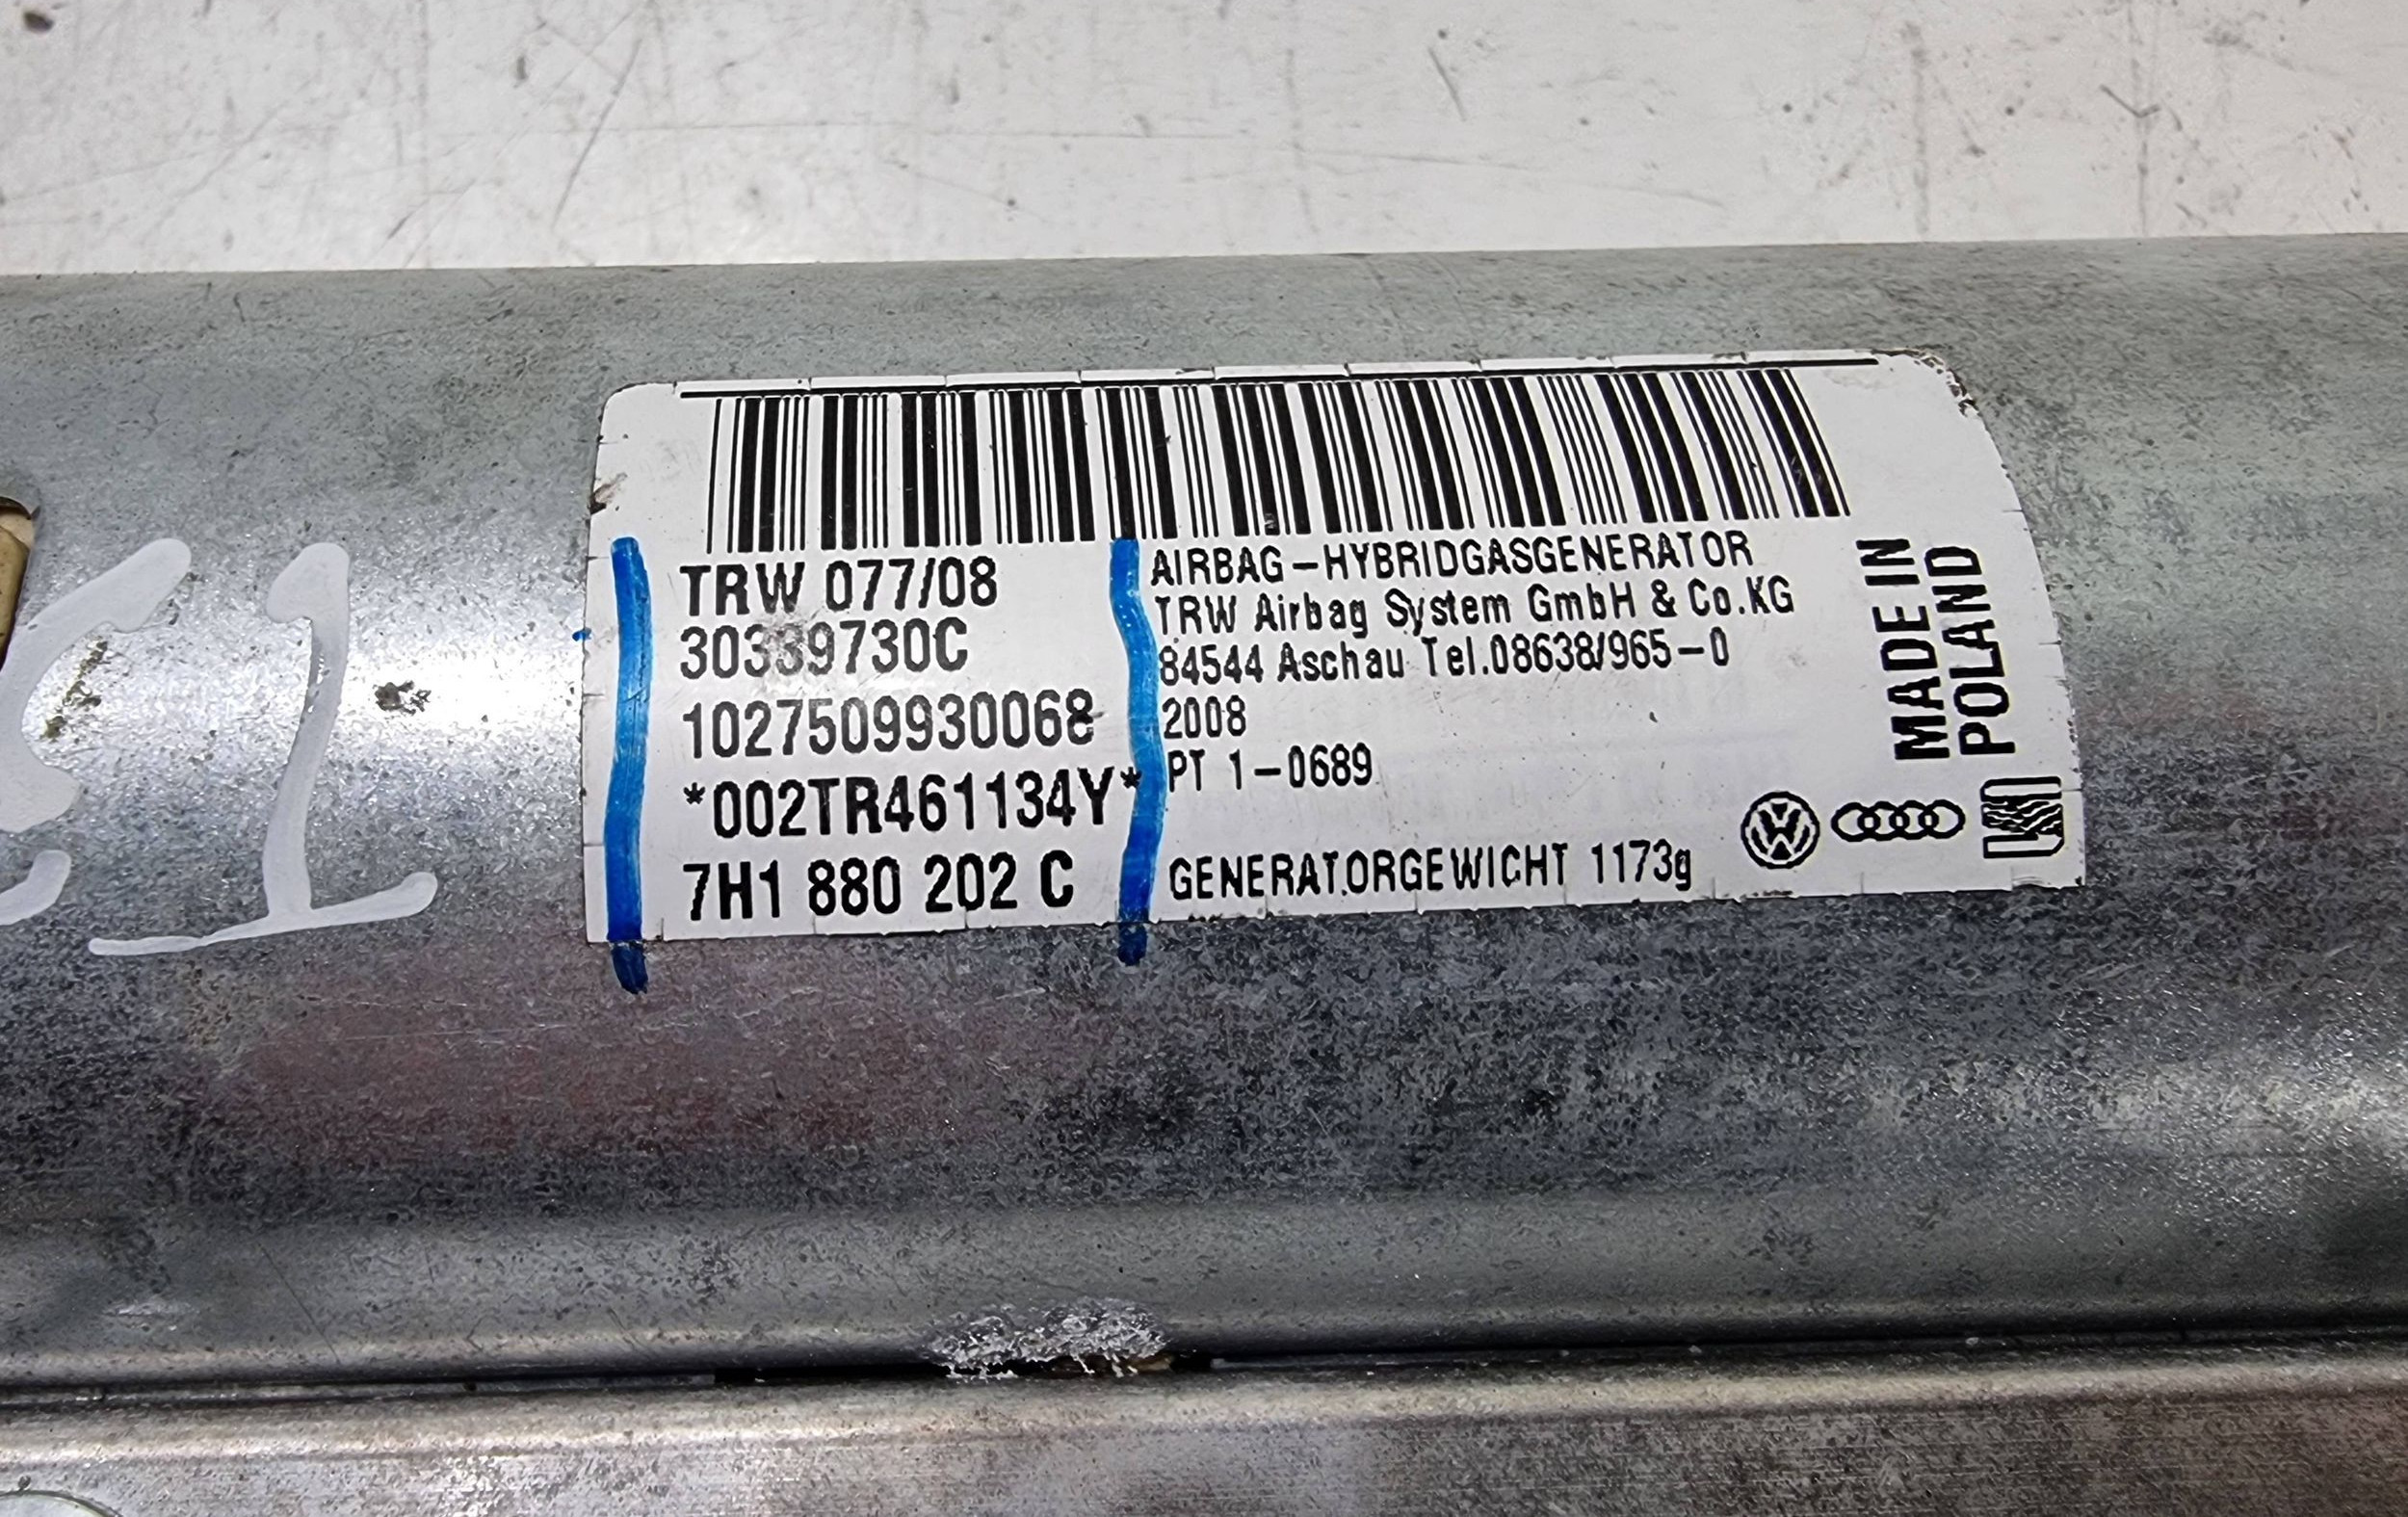 TRW 077/08
30339730C
1027509930068
*002TR461134Y*
7H1 880 202 C
AIRBAG-HYBRIDGASGENERATOR
TRW Airbag System GmbH & Co.KG
84544 Aschau Tel.08638/965-0
2008
PT 1-0689
GENERATORGEWICHT 1173g
MADE IN
POLAND